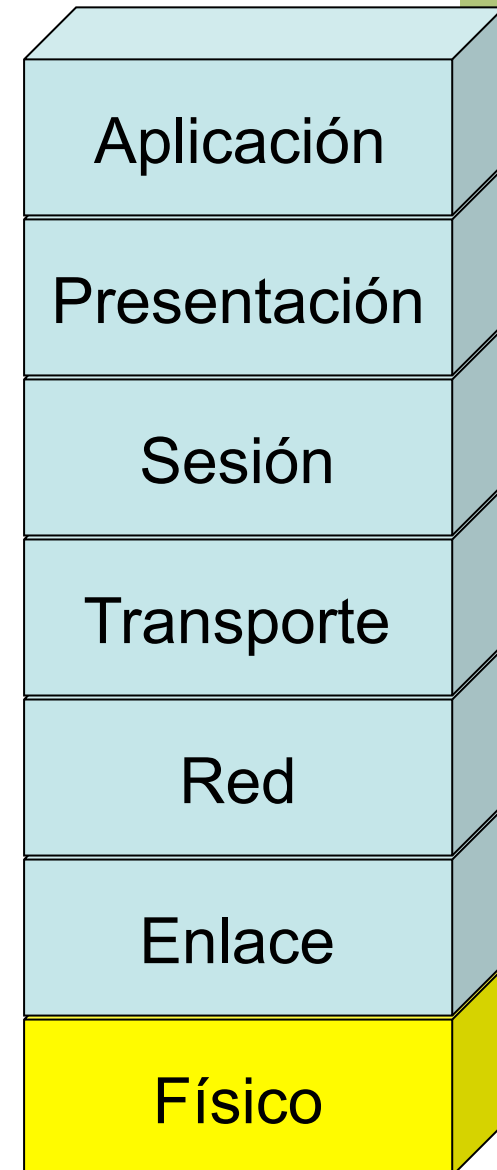 Aplicación
Presentación
Sesión
Transporte
Red
Enlace
Físico